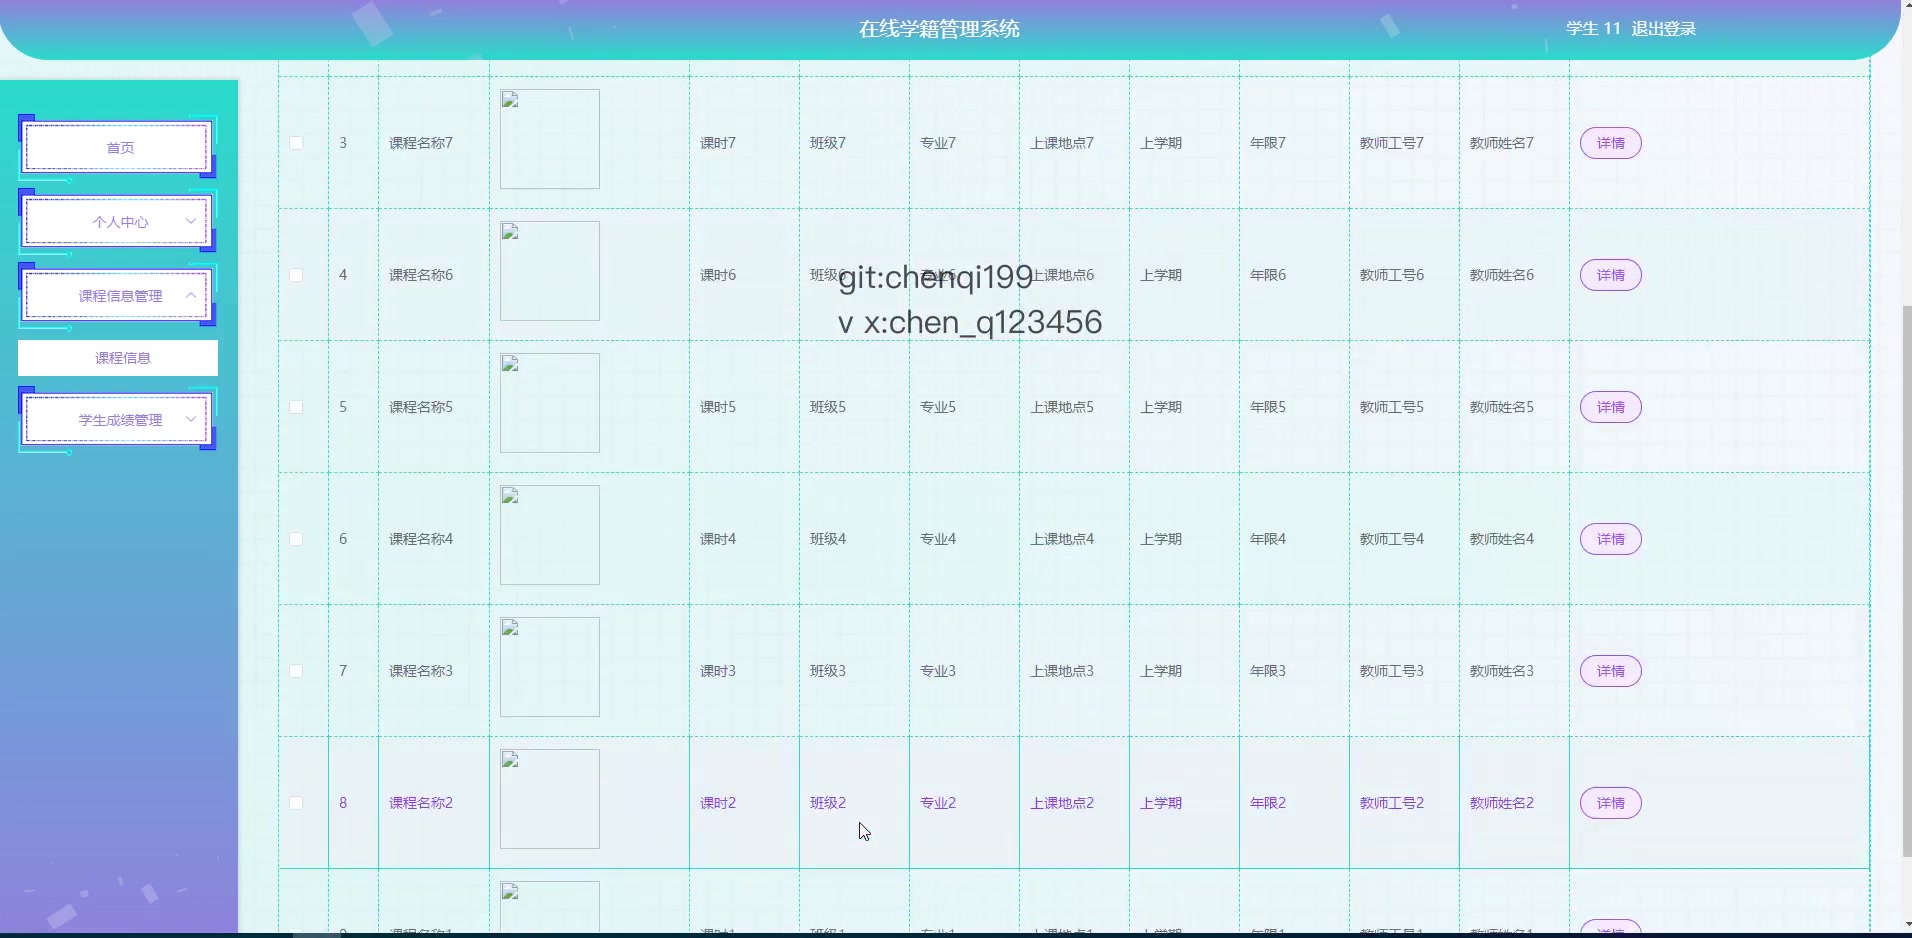 在线学籍管理系统
学生 11 退出登录
首页
个人中心
课程信息管理
课程信息
学生成绩管理
3 课程名称7 课时7 班级7 专业7 上课地点7 上学期 年限7 教师工号7 教师姓名7 详情
4 课程名称6 课时6 班级6 专业6 上课地点6 上学期 年限6 教师工号6 教师姓名6 详情
git:chenqi199
v x:chen_q123456
5 课程名称5 课时5 班级5 专业5 上课地点5 上学期 年限5 教师工号5 教师姓名5 详情
6 课程名称4 课时4 班级4 专业4 上课地点4 上学期 年限4 教师工号4 教师姓名4 详情
7 课程名称3 课时3 班级3 专业3 上课地点3 上学期 年限3 教师工号3 教师姓名3 详情
8 课程名称2 课时2 班级2 专业2 上课地点2 上学期 年限2 教师工号2 教师姓名2 详情